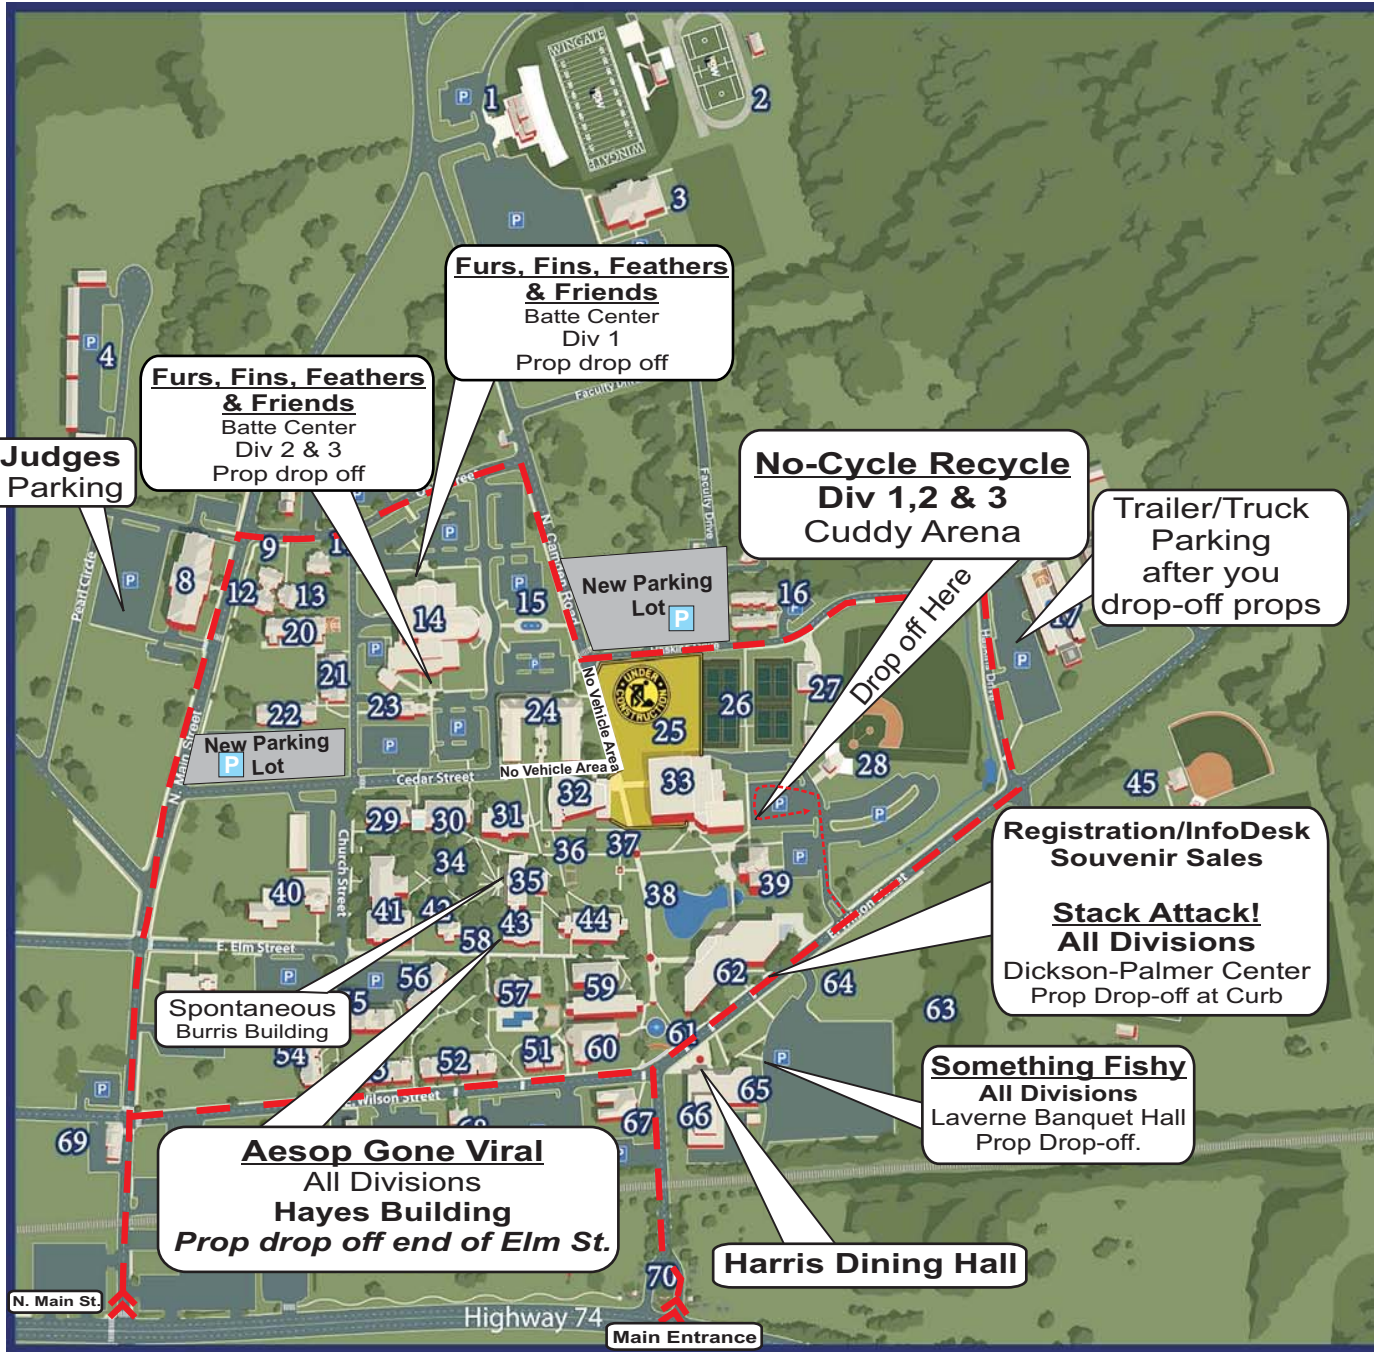 WINGATE
WINGATE
1
2
3
4
Furs, Fins, Feathers
& Friends
Batte Center
Div 1
Prop drop off
Furs, Fins, Feathers
& Friends
Batte Center
Div 2 & 3
Prop drop off
Judges
Parking
No-Cycle Recycle
Div 1,2 & 3
Cuddy Arena
Drop off Here
Trailer/Truck
Parking
after you
drop-off props
Faculty Drive
Faculty Drive
N. Camden Road
Pearl Circle
8
9
12
13
14
15
16
17
20
21
22
23
24
25
26
27
28
New Parking
Lot P
New Parking
P Lot
UNDER
CONSTRUCTION
No Vehicle Area
No Vehicle Area
N. Main Street
Cedar Street
Church Street
E. Elm Street
29
30
31
32
33
34
35
36
37
38
39
40
41
42
43
44
45
Registration/InfoDesk
Souvenir Sales
Stack Attack!
All Divisions
Dickson-Palmer Center
Prop Drop-off at Curb
Spontaneous
Burris Building
51
52
54
56
57
58
59
60
61
62
63
64
65
66
67
69
70
Wilson Street
Something Fishy
All Divisions
Laverne Banquet Hall
Prop Drop-off.
Aesop Gone Viral
All Divisions
Hayes Building
Prop drop off end of Elm St.
Harris Dining Hall
N. Main St.
Highway 74
Main Entrance